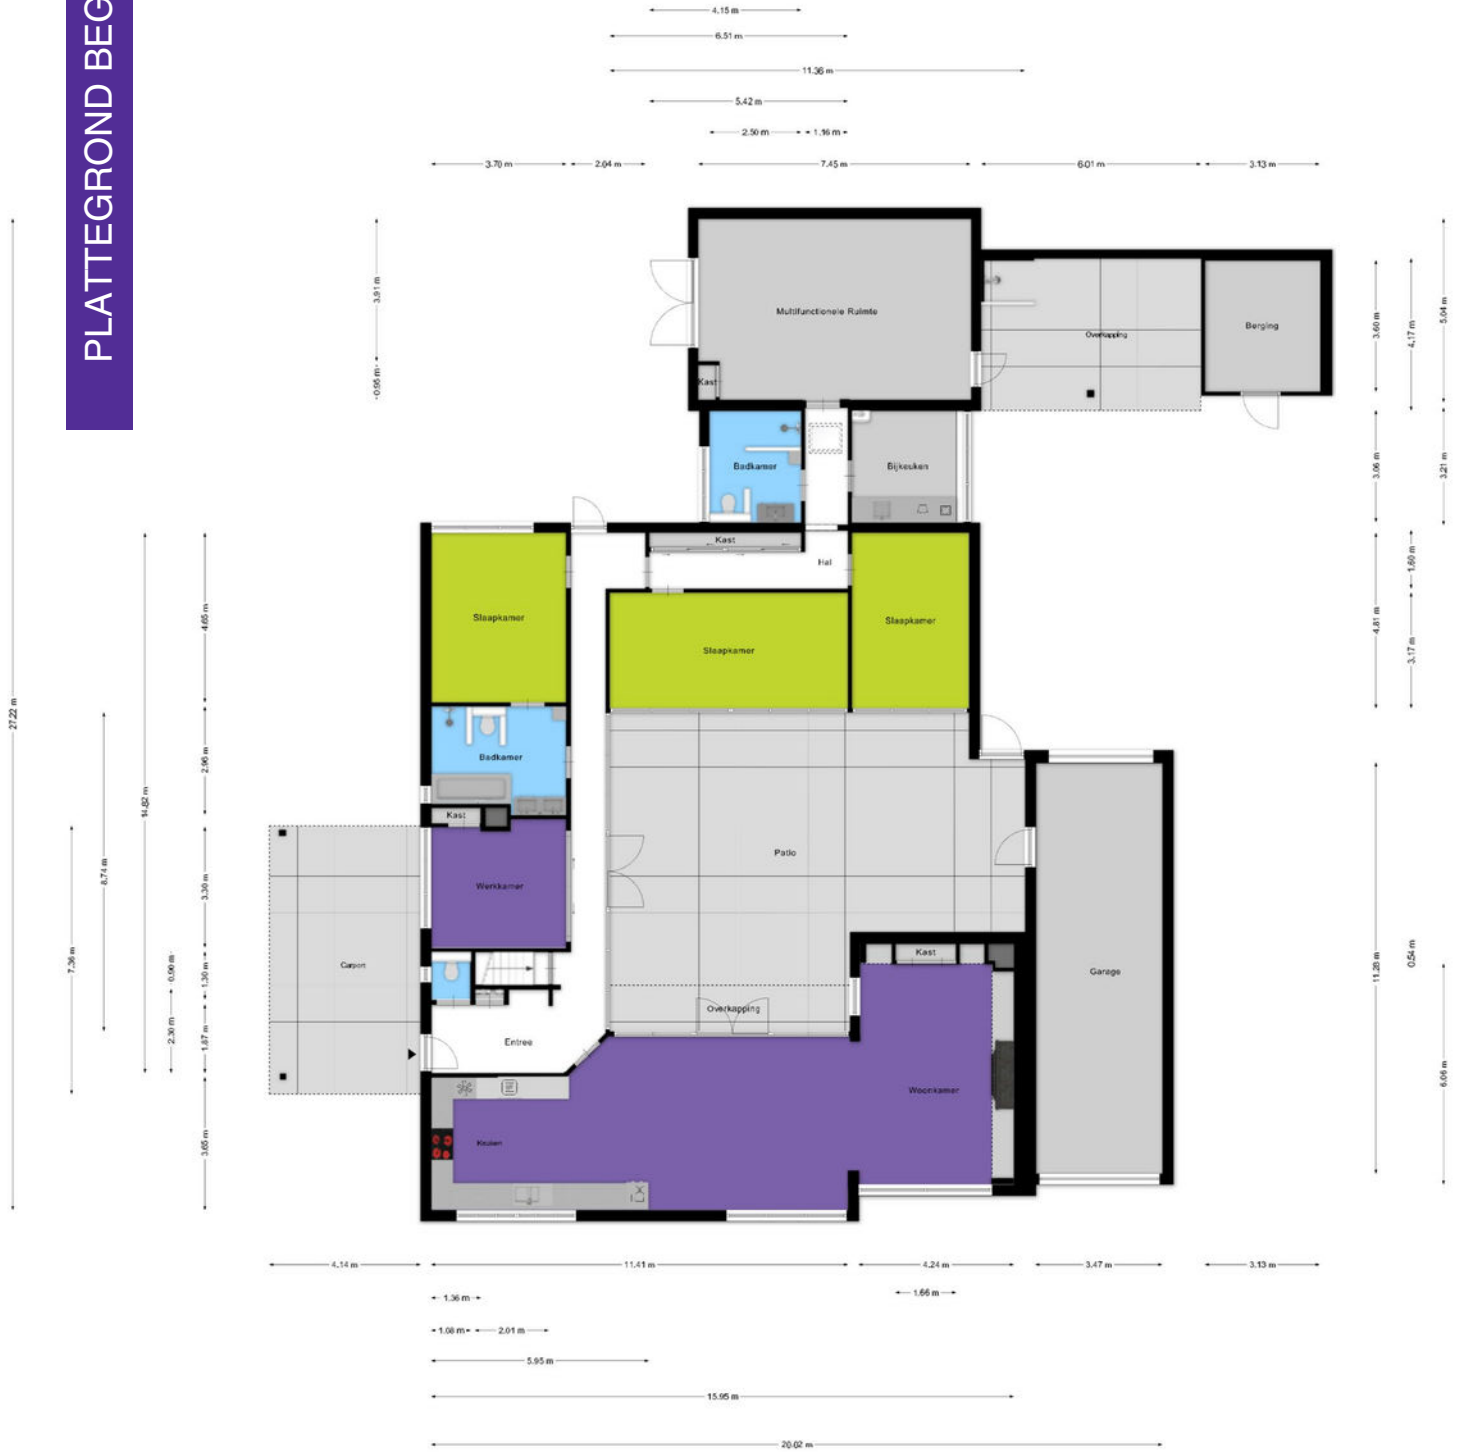 PLATTEGROND BEG
4.15 m
6.51 m
11.36 m
5.42 m
2.50 m
1.16 m
3.70 m
2.04 m
7.45 m
6.01 m
3.13 m
3.91 m
0.95 m
27.22 m
14.82 m
8.74 m
7.36 m
4.65 m
2.96 m
3.30 m
0.90 m
1.30 m
2.30 m
1.87 m
3.65 m
Multifunctionele Ruimte
Kast
Overkapping
Berging
Badkamer
Bijkeuken
Kast
Hal
Slaapkamer
Slaapkamer
Slaapkamer
Badkamer
Kast
Werkkamer
Patio
Carport
Kast
Garage
Overkapping
Entree
Woonkamer
Keuken
3.60 m
4.17 m
5.04 m
3.06 m
3.21 m
1.60 m
4.81 m
3.17 m
11.28 m
0.54 m
6.06 m
4.14 m
11.41 m
4.24 m
3.47 m
3.13 m
1.36 m
1.66 m
1.08 m
2.01 m
5.95 m
15.95 m
20.02 m